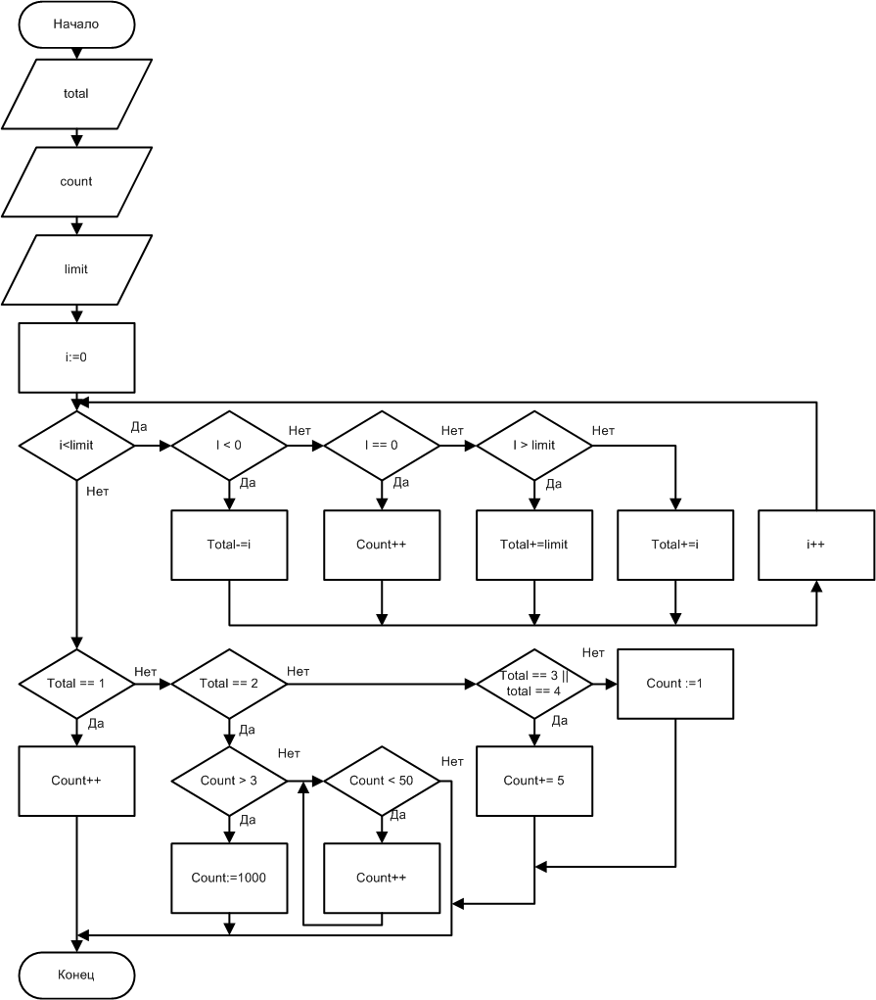 Начало
total
count
limit
i:=0
i<limit
Да
I < 0
Нет
I == 0
Нет
I > limit
Нет
Нет
Да
Да
Да
Total-=i
Count++
Total+=limit
Total+=i
i++
Total == 1
Нет
Total == 2
Нет
Total == 3 ||
total == 4
Нет
Count :=1
Да
Да
Да
Count++
Count > 3
Нет
Count < 50
Нет
Count+= 5
Да
Да
Count:=1000
Count++
Конец